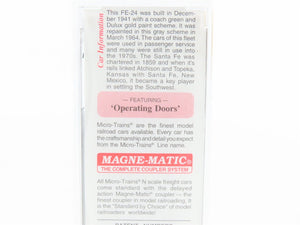 This FE-24 was built in Decem-
ber 1941 with a coach green and
Dulux gold paint scheme. It was
repainted in this gray scheme in
March 1964. The cars of this fleet
were used in passenger service
and many were still in use into
the 1970s. The Santa Fe was
chartered in 1859 and when it's
rails linked Atchison and Topeka,
Kansas with Santa Fe, New
Mexico, it became a key player
in settling the Southwest.
Car Information
—FEATURING—
'Operating Doors'
Micro-Trains® are the finest model
railroad cars available. Every car has
the craftsmanship and detail you expect
from the Micro-Trains® Line name.
MAGNE-MATIC®
THE COMPLETE COUPLER SYSTEM
All Micro-Trains® N scale freight cars
come standard with the delayed
action Magne-Matic® coupler — the
finest coupler in model railroading. It
is the "Standard by Choice" of model
railroaders' worldwide!